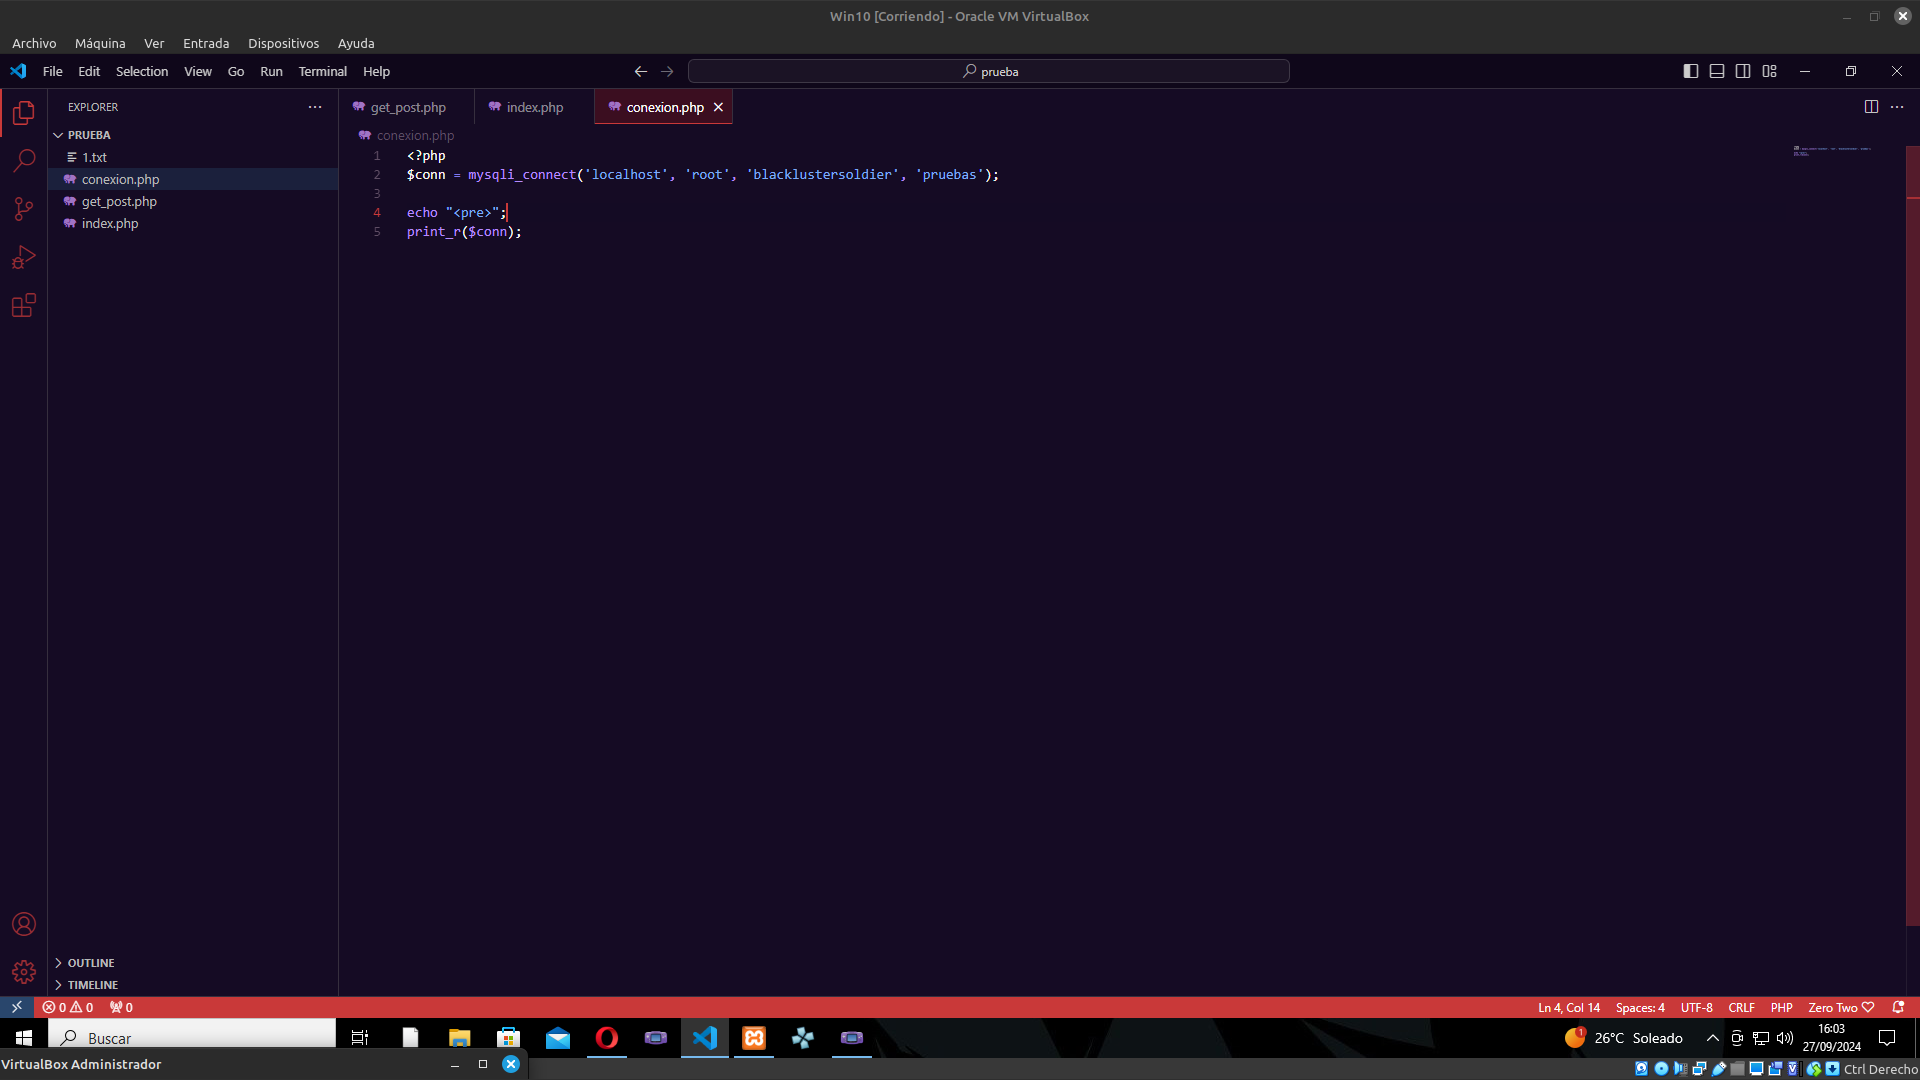 Win10 [Corriendo] - Oracle VM VirtualBox
Archivo Máquina Ver Entrada Dispositivos Ayuda
File Edit Selection View Go Run Terminal Help
prueba
EXPLORER
PRUEBA
1.txt
conexion.php
get_post.php
index.php
OUTLINE
TIMELINE
get_post.php index.php conexion.php
conexion.php
1 <?php
2 $conn = mysqli_connect('localhost', 'root', 'blacklustersoldier', 'pruebas');
3
4 echo "<pre>";
5 print_r($conn);
0 0 0
Ln 4, Col 14 Spaces: 4 UTF-8 CRLF PHP Zero Two
Buscar
1
26°C Soleado
16:03
27/09/2024
VirtualBox Administrador
Ctrl Derecho